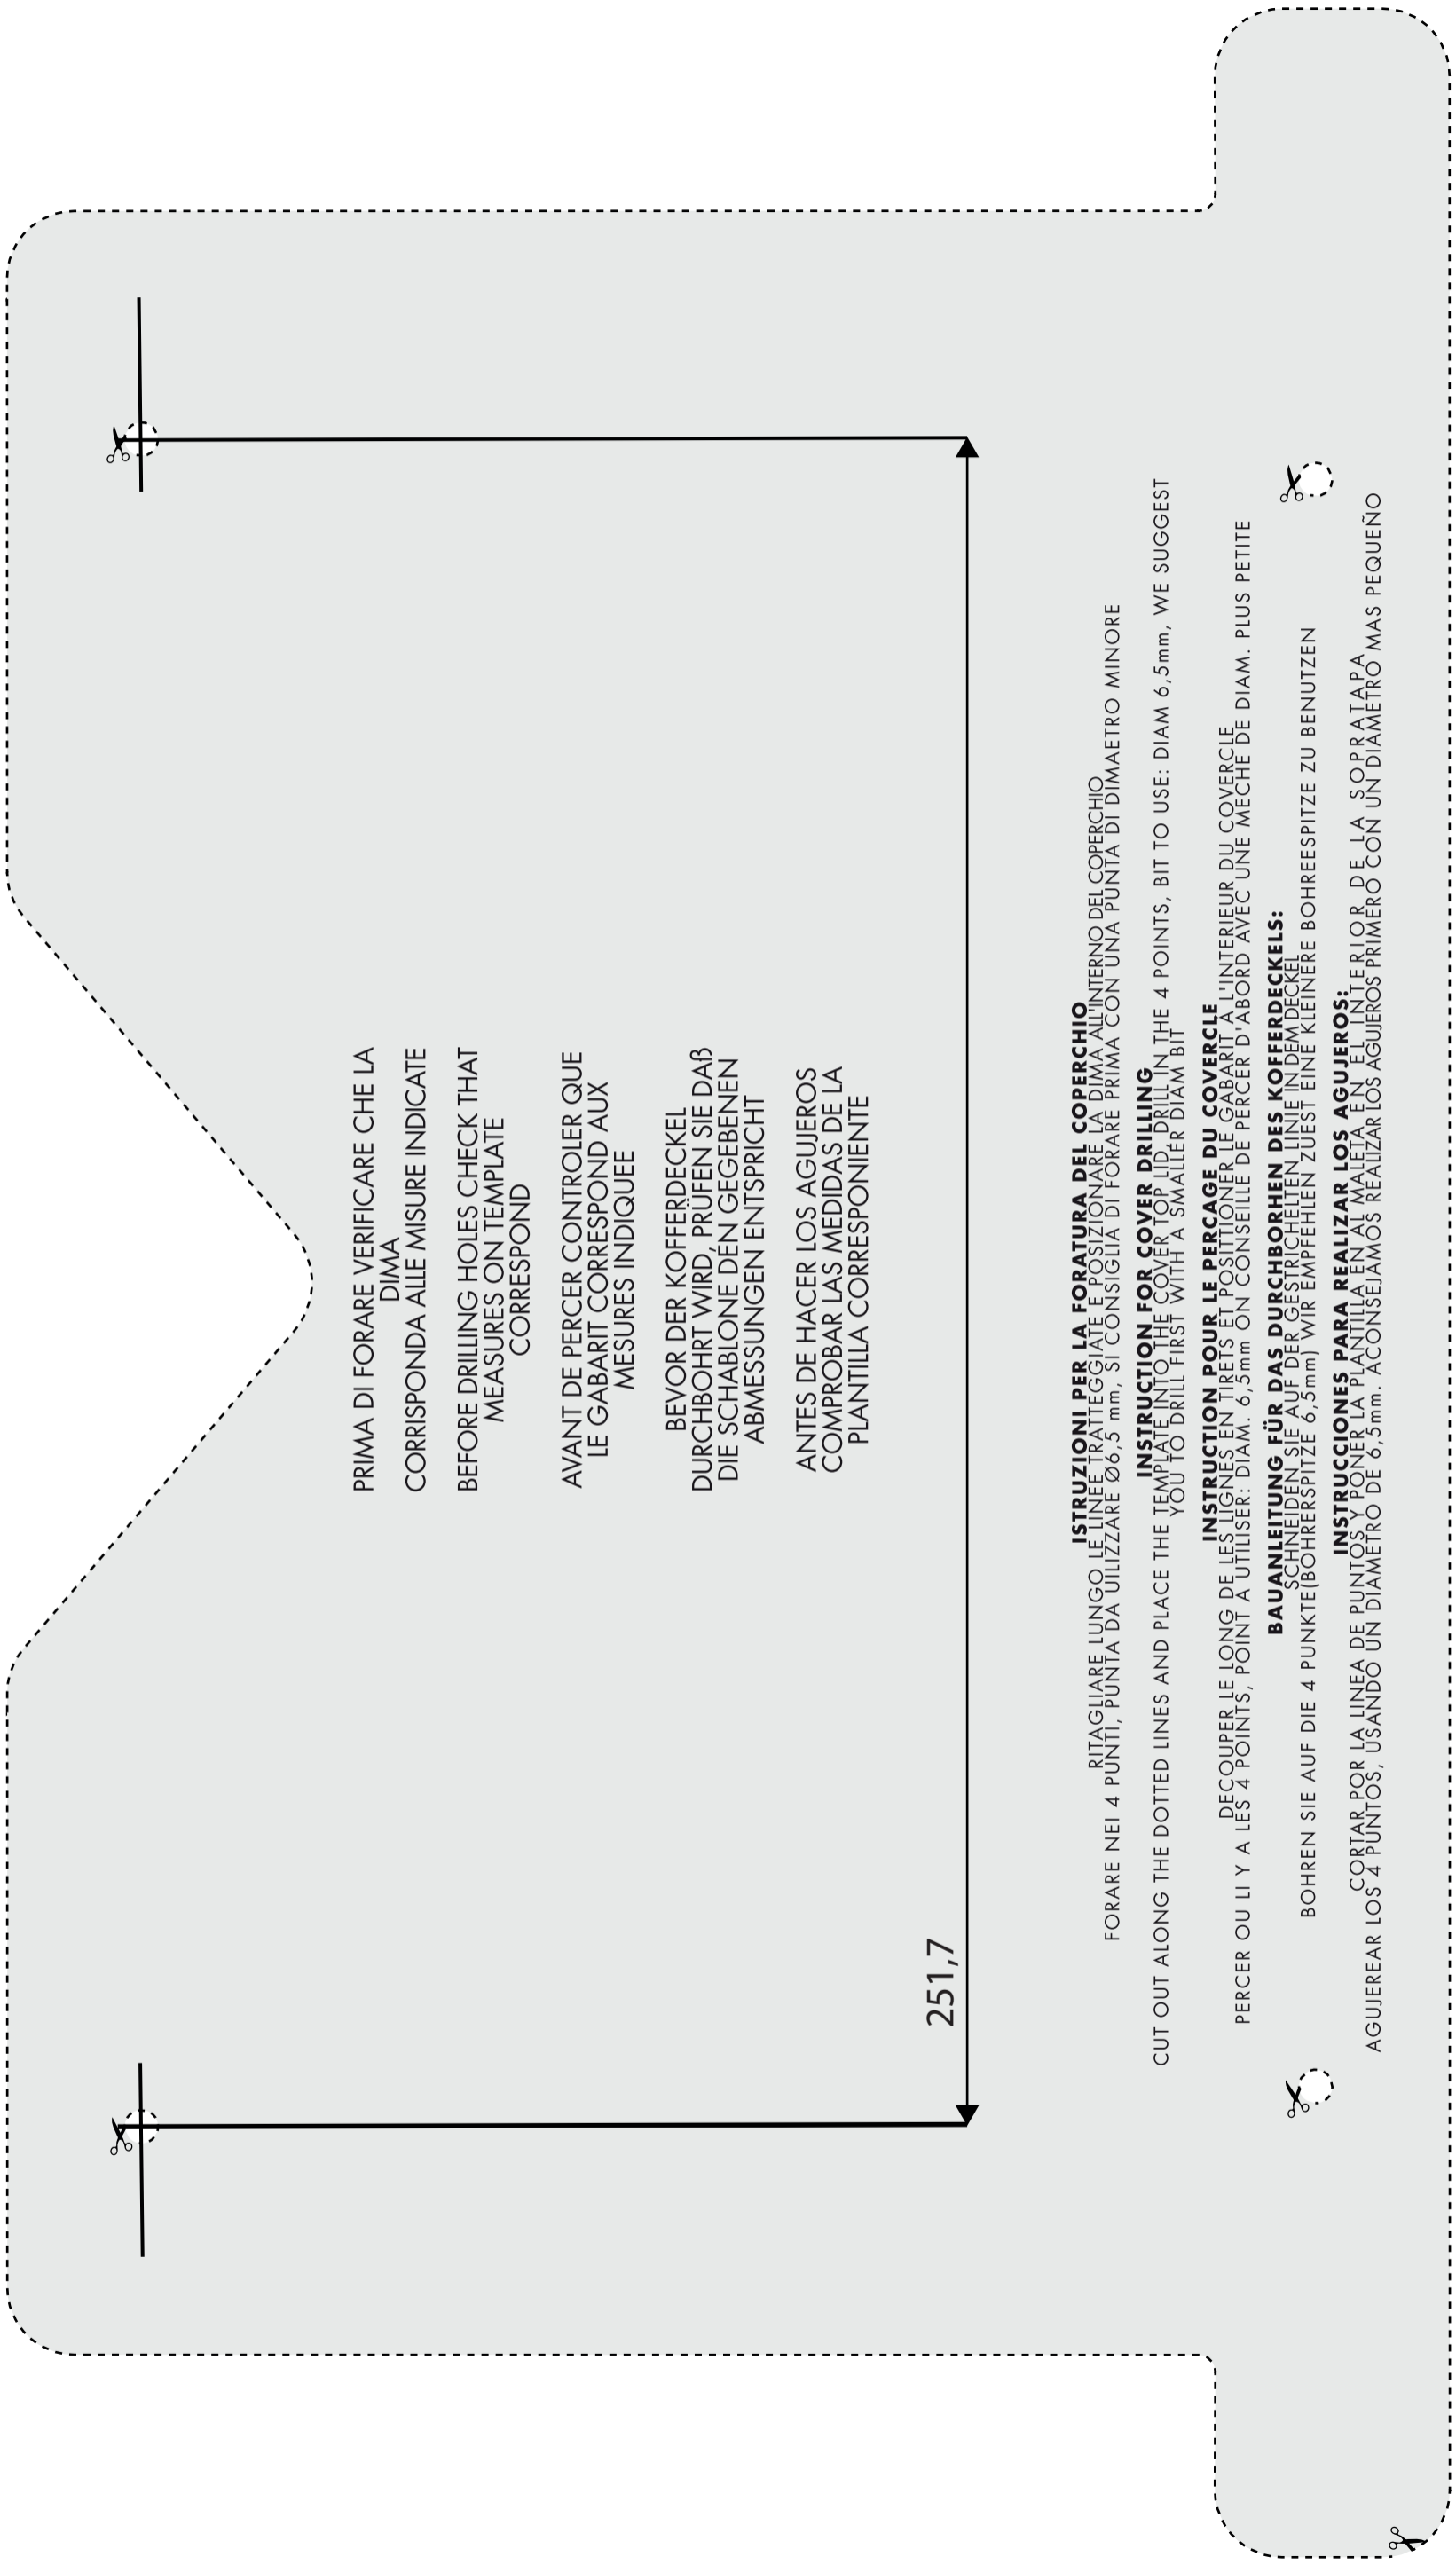 PRIMA DI FORARE VERIFICARE CHE LA
DIMA
CORRISPONDA ALLE MISURE INDICATE
BEFORE DRILLING HOLES CHECK THAT
MEASURES ON TEMPLATE
CORRESPOND
AVANT DE PERCER CONTROLER QUE
LE GABARIT CORRESPOND AUX
MESURES INDIQUEE
BEVOR DER KOFFERDECKEL
DURCHBOHRT WIRD, PRÜFEN SIE DAß
DIE SCHABLONE DEN GEGEBENEN
ABMESSUNGEN ENTSPRICHT
ANTES DE HACER LOS AGUJEROS
COMPROBAR LAS MEDIDAS DE LA
PLANTILLA CORRESPONIENTE
251,7
ISTRUZIONI PER LA FORATURA DEL COPERCHIO
RITAGLIARE LUNGO LE LINEE TRATTEGGIATE E POSIZIONARE LA DIMA ALL'INTERNO DEL COPERCHIO
FORARE NEI 4 PUNTI, PUNTA DA UILIZZARE Ø6,5 mm, SI CONSIGLIA DI FORARE PRIMA CON UNA PUNTA DI DIMAETRO MINORE
INSTRUCTION FOR COVER DRILLING
CUT OUT ALONG THE DOTTED LINES AND PLACE THE TEMPLATE INTO THE COVER TOP LID, DRILL IN THE 4 POINTS, BIT TO USE: DIAM 6,5mm, WE SUGGEST
YOU TO DRILL FIRST WITH A SMALLER DIAM BIT
INSTRUCTION POUR LE PERCAGE DU COVERCLE
DECOUPER LE LONG DE LES LIGNES EN TIRETS ET POSITIONER LE GABARIT A L'INTERIEUR DU COVERCLE
PERCER OU LI Y A LES 4 POINTS, POINT A UTILISER: DIAM. 6,5mm ON CONSEILLE DE PERCER D'ABORD AVEC UNE MECHE DE DIAM. PLUS PETITE
BAUANLEITUNG FÜR DAS DURCHBORHEN DES KOFFERDECKELS:
SCHNEIDEN SIE AUF DER GESTRICHELTEN LINIE IN DEM DECKEL
BOHREN SIE AUF DIE 4 PUNKTE(BOHRERSPITZE 6,5mm) WIR EMPFEHLEN ZUEST EINE KLEINERE BOHREESPITZE ZU BENUTZEN
INSTRUCCIONES PARA REALIZAR LOS AGUJEROS:
CORTAR POR LA LINEA DE PUNTOS Y PONER LA PLANTILLA EN AL MALETA EN EL INTERIOR DE LA SOPRATAPA
AGUJEREAR LOS 4 PUNTOS, USANDO UN DIAMETRO DE 6,5mm. ACONSEJAMOS REALIZAR LOS AGUJEROS PRIMERO CON UN DIAMETRO MAS PEQUEÑO